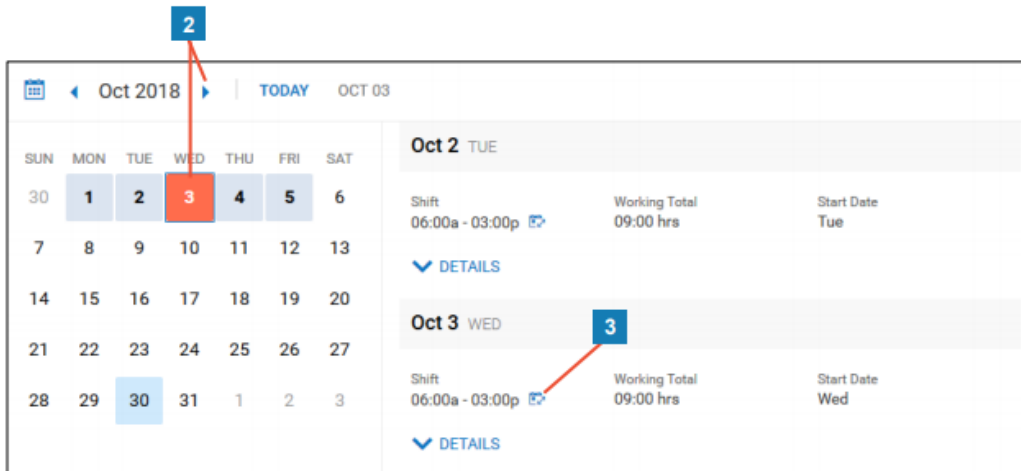 2
Oct 2018 TODAY OCT 03
SUN MON TUE WED THU FRI SAT
30 1 2 3 4 5 6
7 8 9 10 11 12 13
14 15 16 17 18 19 20
21 22 23 24 25 26 27
28 29 30 31 1 2 3
Oct 2 TUE
Shift Working Total Start Date
06:00a - 03:00p 09:00 hrs Tue
DETAILS
Oct 3 WED
3
Shift Working Total Start Date
06:00a - 03:00p 09:00 hrs Wed
DETAILS